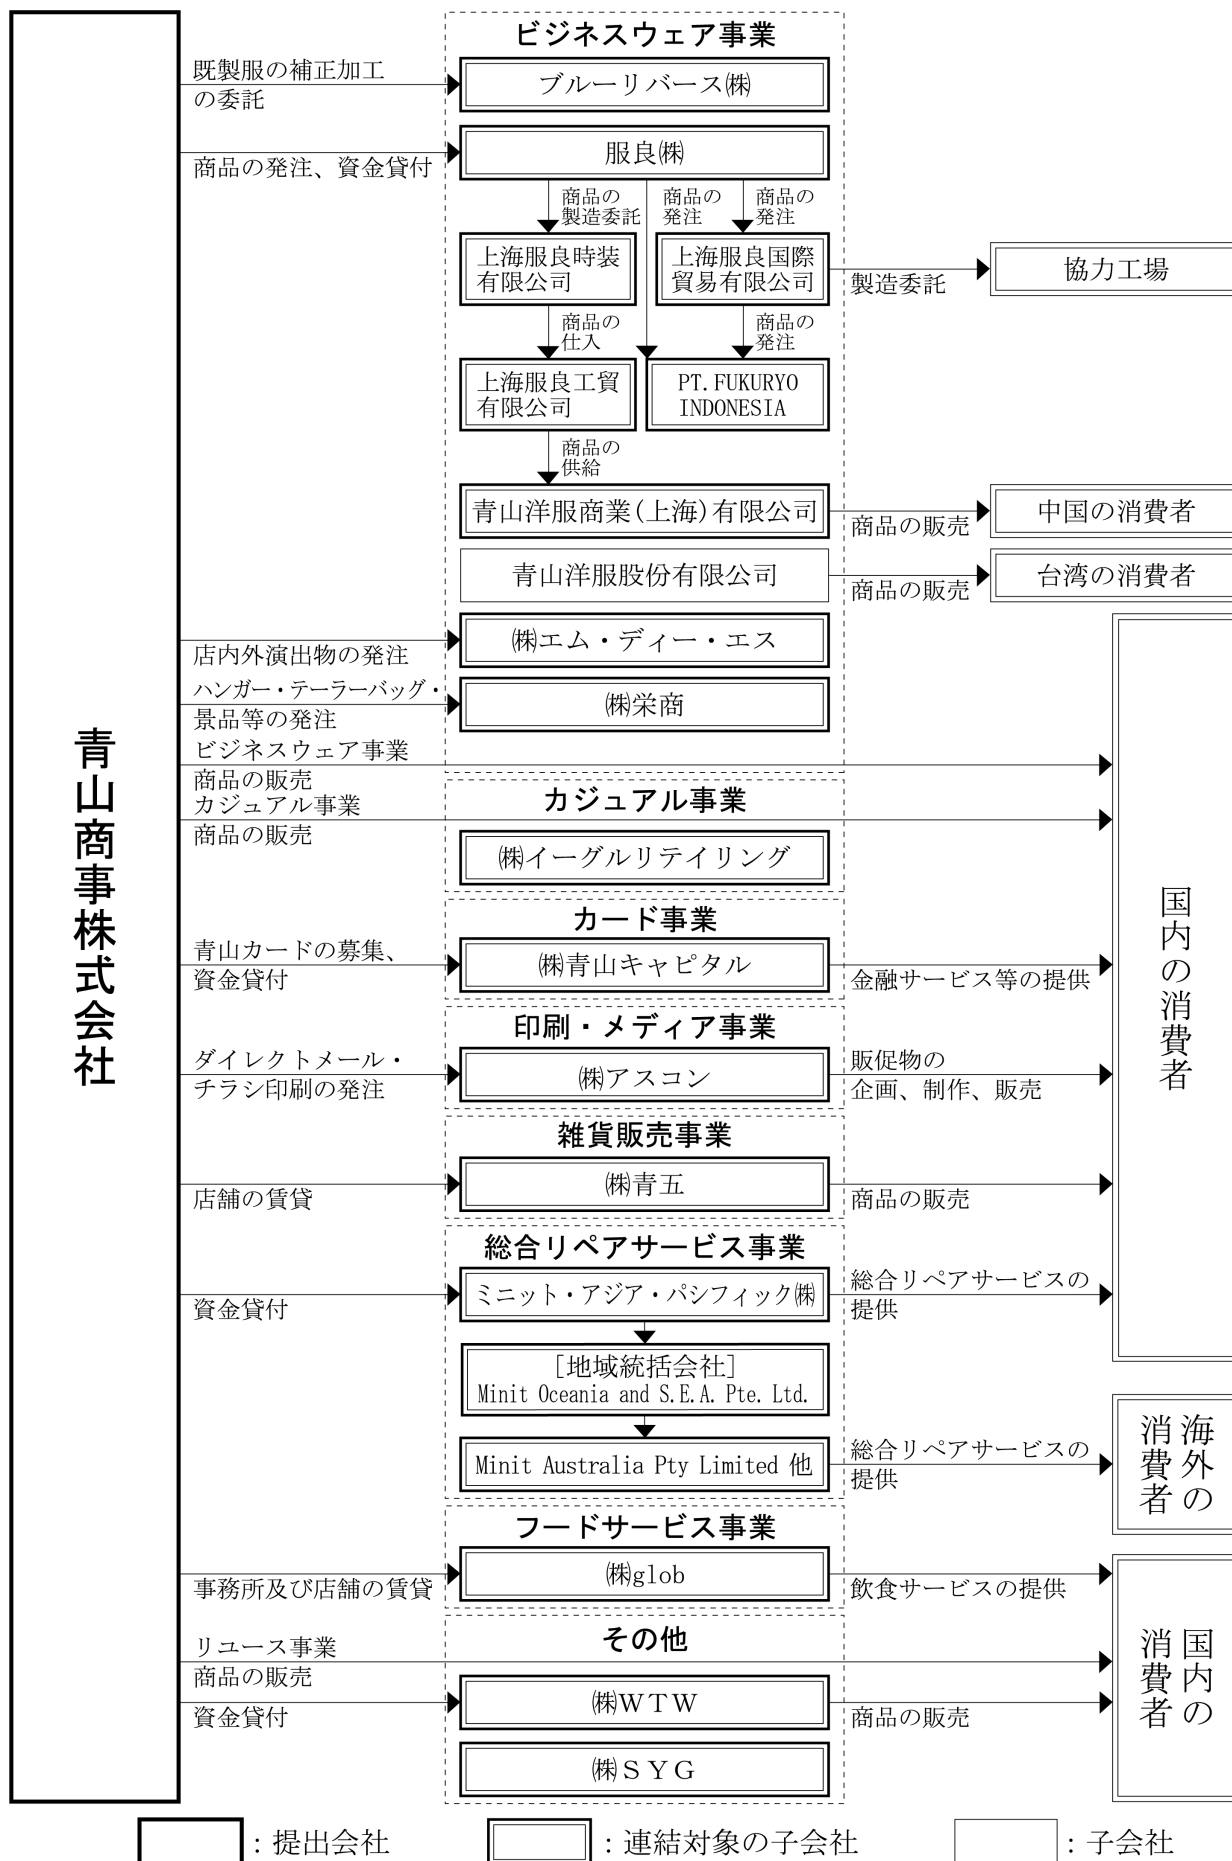 青山商事株式会社
ビジネスウェア事業
既製服の補正加工
の委託
ブルーリバース㈱
商品の発注、資金貸付
服良㈱
商品の
製造委託
商品の
発注
商品の
発注
上海服良時装
有限公司
上海服良国際
貿易有限公司
製造委託
協力工場
商品の
仕入
商品の
発注
上海服良工貿
有限公司
PT.FUKURYO
INDONESIA
商品の
供給
青山洋服商業(上海)有限公司
商品の販売
中国の消費者
青山洋服股份有限公司
商品の販売
台湾の消費者
店内外演出物の発注
㈱エム・ディー・エス
ハンガー・テーラーバッグ・
景品等の発注
㈱栄商
ビジネスウェア事業
商品の販売
カジュアル事業
カジュアル事業
商品の販売
㈱イーグルリテイリング
国内の消費者
カード事業
青山カードの募集、
資金貸付
㈱青山キャピタル
金融サービス等の提供
印刷・メディア事業
ダイレクトメール・
チラシ印刷の発注
㈱アスコン
販促物の
企画、制作、販売
雑貨販売事業
店舗の賃貸
㈱青五
商品の販売
総合リペアサービス事業
資金貸付
ミニット・アジア・パシフィック㈱
総合リペアサービスの
提供
[地域統括会社]
Minit Oceania and S.E.A. Pte. Ltd.
Minit Australia Pty Limited 他
総合リペアサービスの
提供
海外の
消費者
フードサービス事業
事務所及び店舗の賃貸
㈱glob
飲食サービスの提供
その他
リユース事業
商品の販売
資金貸付
㈱ＷＴＷ
商品の販売
国内の
消費者
㈱ＳＹＧ
：提出会社
：連結対象の子会社
：子会社